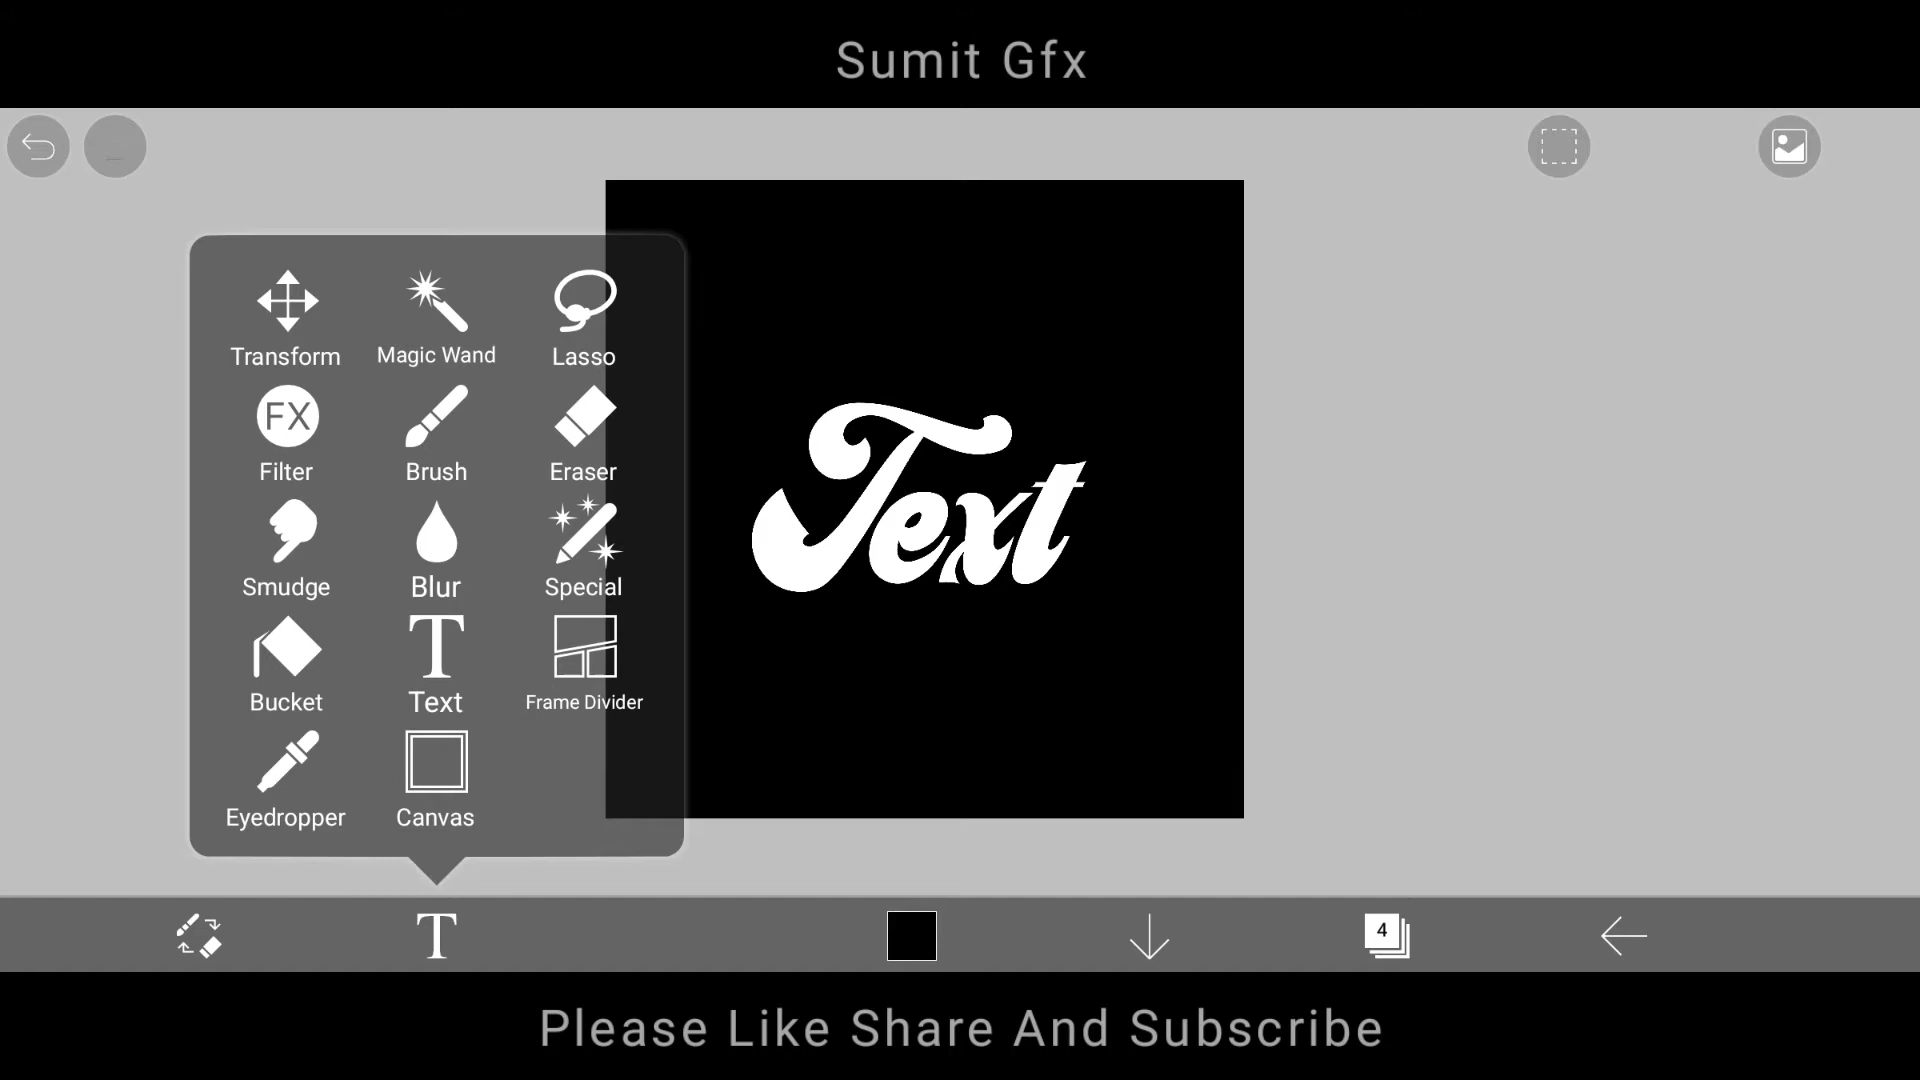 Sumit Gfx
Transform
Magic Wand
Lasso
FX
Filter
Brush
Eraser
Smudge
Blur
Special
T
Bucket
Text
Frame Divider
Eyedropper
Canvas
Text
T
4
Please Like Share And Subscribe